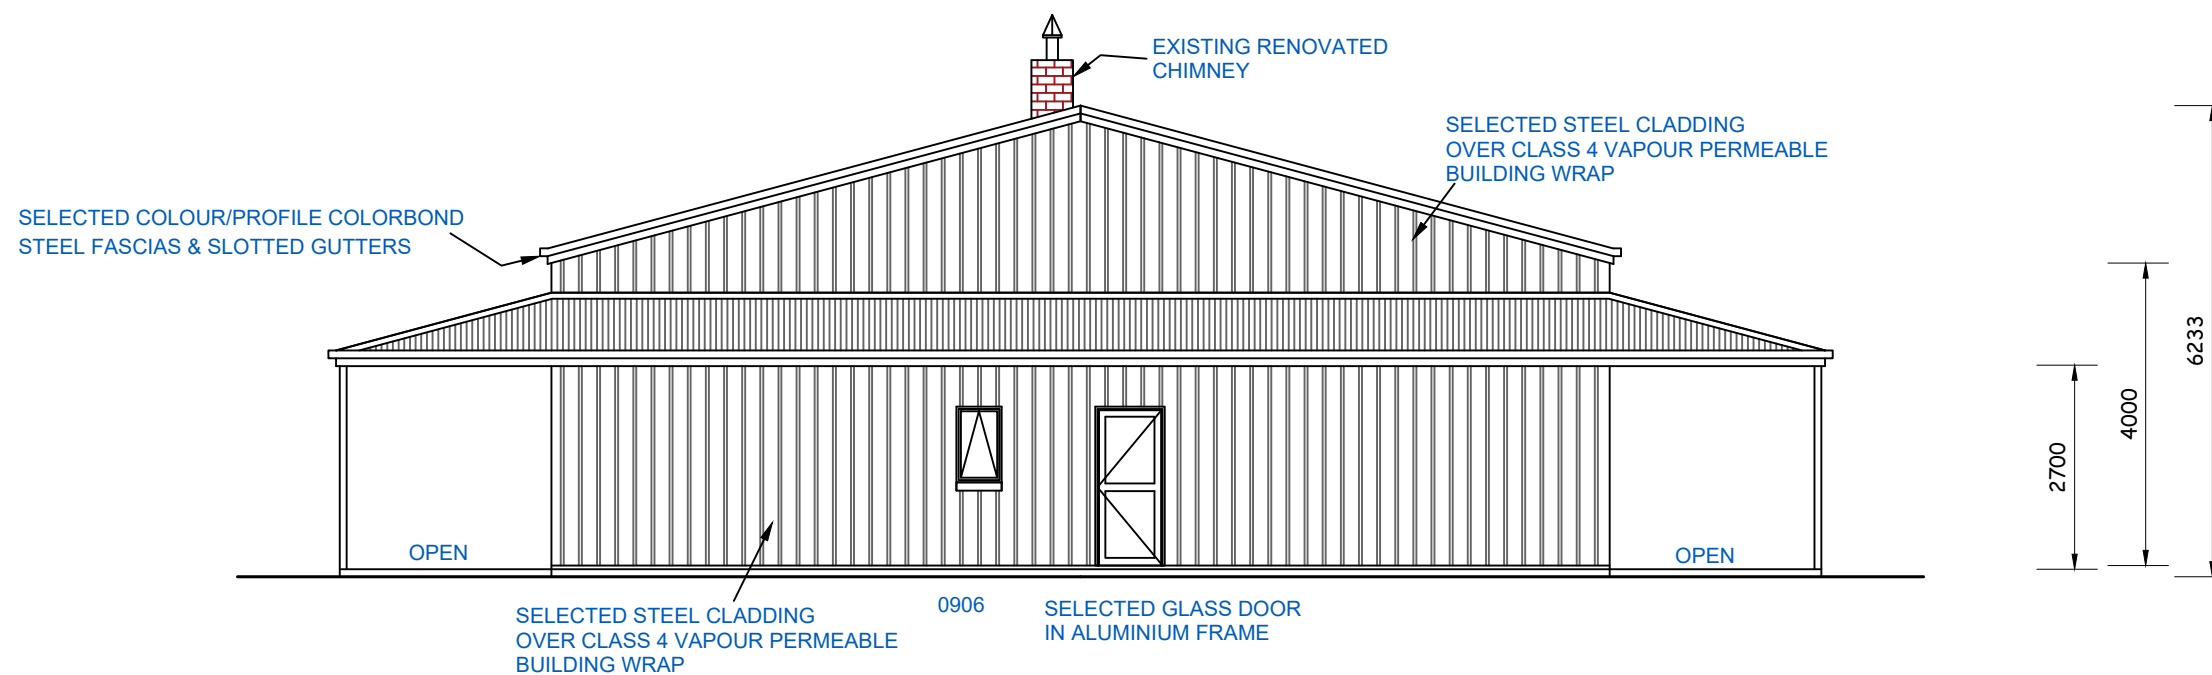 EXISTING RENOVATED
CHIMNEY
SELECTED STEEL CLADDING
OVER CLASS 4 VAPOUR PERMEABLE
BUILDING WRAP
SELECTED COLOUR/PROFILE COLORBOND
STEEL FASCIAS & SLOTTED GUTTERS
6233
4000
2700
OPEN
OPEN
0906
SELECTED GLASS DOOR
IN ALUMINIUM FRAME
SELECTED STEEL CLADDING
OVER CLASS 4 VAPOUR PERMEABLE
BUILDING WRAP